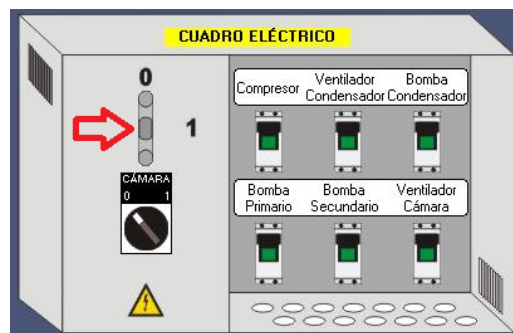 CUADRO ELÉCTRICO
0
1
CÁMARA
0 1
Compresor
Ventilador
Condensador
Bomba
Condensador
Bomba
Primario
Bomba
Secundario
Ventilador
Cámara